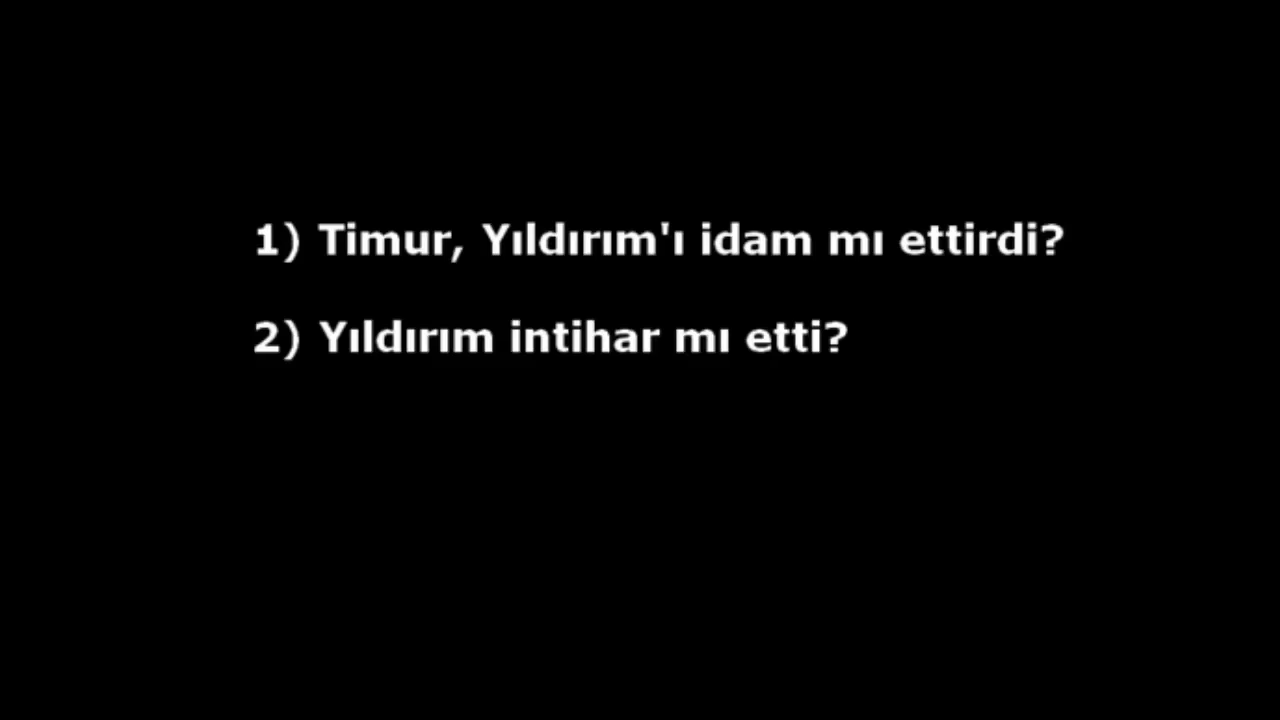 1) Timur, Yıldırım'ı idam mı ettirdi?
2) Yıldırım intihar mı etti?